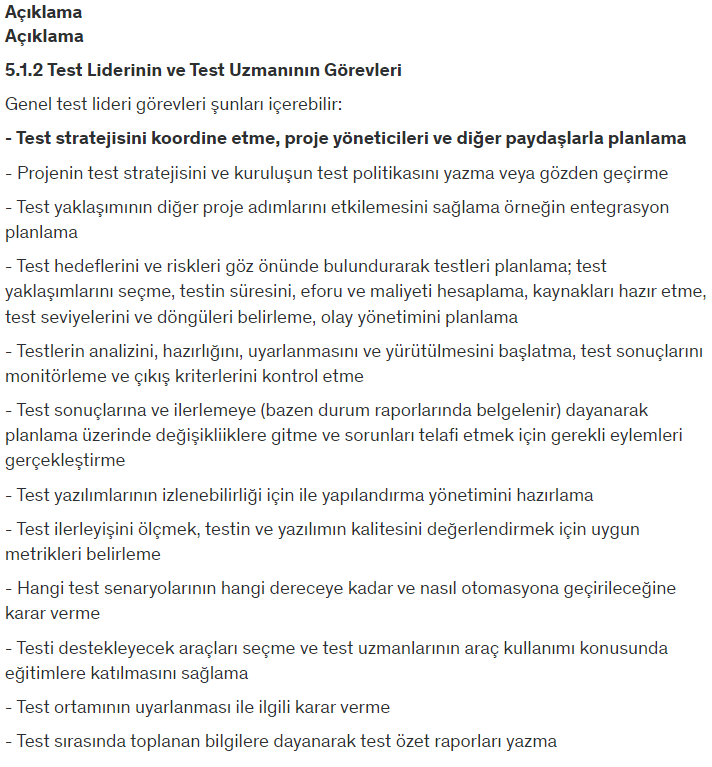 Açıklama
Açıklama
5.1.2 Test Liderinin ve Test Uzmanının Görevleri
Genel test lideri görevleri şunları içerebilir:
- Test stratejisini koordine etme, proje yöneticileri ve diğer paydaşlarla planlama
- Projenin test stratejisini ve kuruluşun test politikasını yazma veya gözden geçirme
- Test yaklaşımının diğer proje adımlarını etkilemesini sağlama örneğin entegrasyon
planlama
- Test hedeflerini ve riskleri göz önünde bulundurarak testleri planlama; test
yaklaşımlarını seçme, testin süresini, eforu ve maliyeti hesaplama, kaynakları hazır etme,
test seviyelerini ve döngüleri belirleme, olay yönetimini planlama
- Testlerin analizini, hazırlığını, uyarlanmasını ve yürütülmesini başlatma, test sonuçlarını
monitörleme ve çıkış kriterlerini kontrol etme
- Test sonuçlarına ve ilerlemeye (bazen durum raporlarında belgelenir) dayanarak
planlama üzerinde değişikliiklere gitme ve sorunları telafi etmek için gerekli eylemleri
gerçekleştirme
- Test yazılımlarının izlenebilirliği için ile yapılandırma yönetimini hazırlama
- Test ilerleyişini ölçmek, testin ve yazılımın kalitesini değerlendirmek için uygun
metrikleri belirleme
- Hangi test senaryolarının hangi dereceye kadar ve nasıl otomasyona geçirileceğine
karar verme
- Testi destekleyecek araçları seçme ve test uzmanlarının araç kullanımı konusunda
eğitimlere katılmasını sağlama
- Test ortamının uyarlanması ile ilgili karar verme
- Test sırasında toplanan bilgilere dayanarak test özet raporları yazma